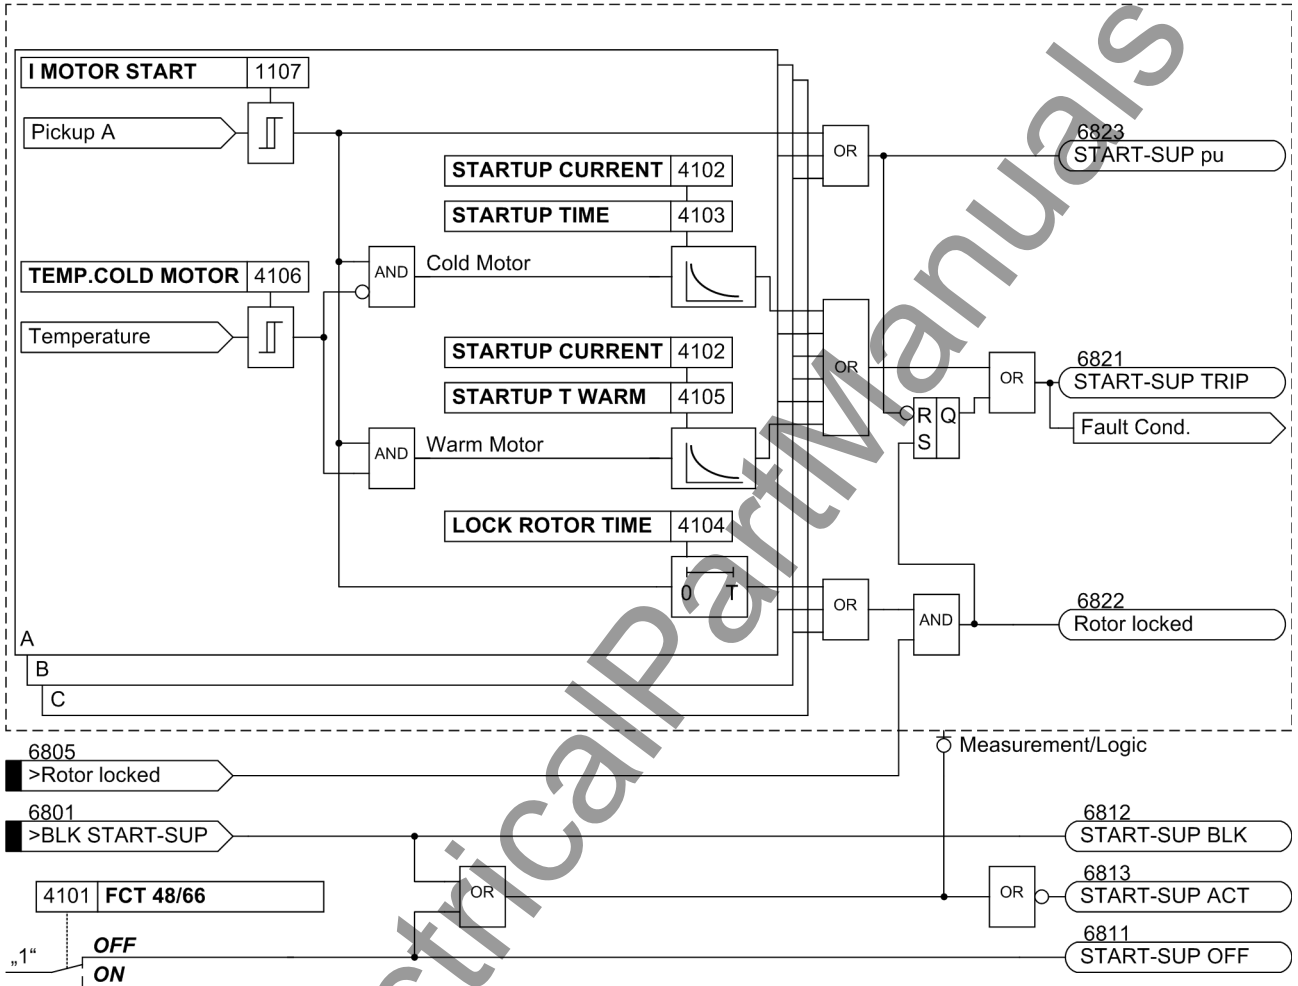 I MOTOR START 1107
Pickup A
OR
6823
START-SUP pu
STARTUP CURRENT 4102
STARTUP TIME 4103
TEMP.COLD MOTOR 4106
AND
Cold Motor
Temperature
STARTUP CURRENT 4102
STARTUP T WARM 4105
OR
OR
6821
START-SUP TRIP
R Q
S
Fault Cond.
AND
Warm Motor
LOCK ROTOR TIME 4104
0 T
OR
AND
6822
Rotor locked
A
B
C
Measurement/Logic
6805
>Rotor locked
6801
>BLK START-SUP
6812
START-SUP BLK
4101 FCT 48/66
OR
OR
6813
START-SUP ACT
„1“
OFF
ON
6811
START-SUP OFF
ctricalPartManuals